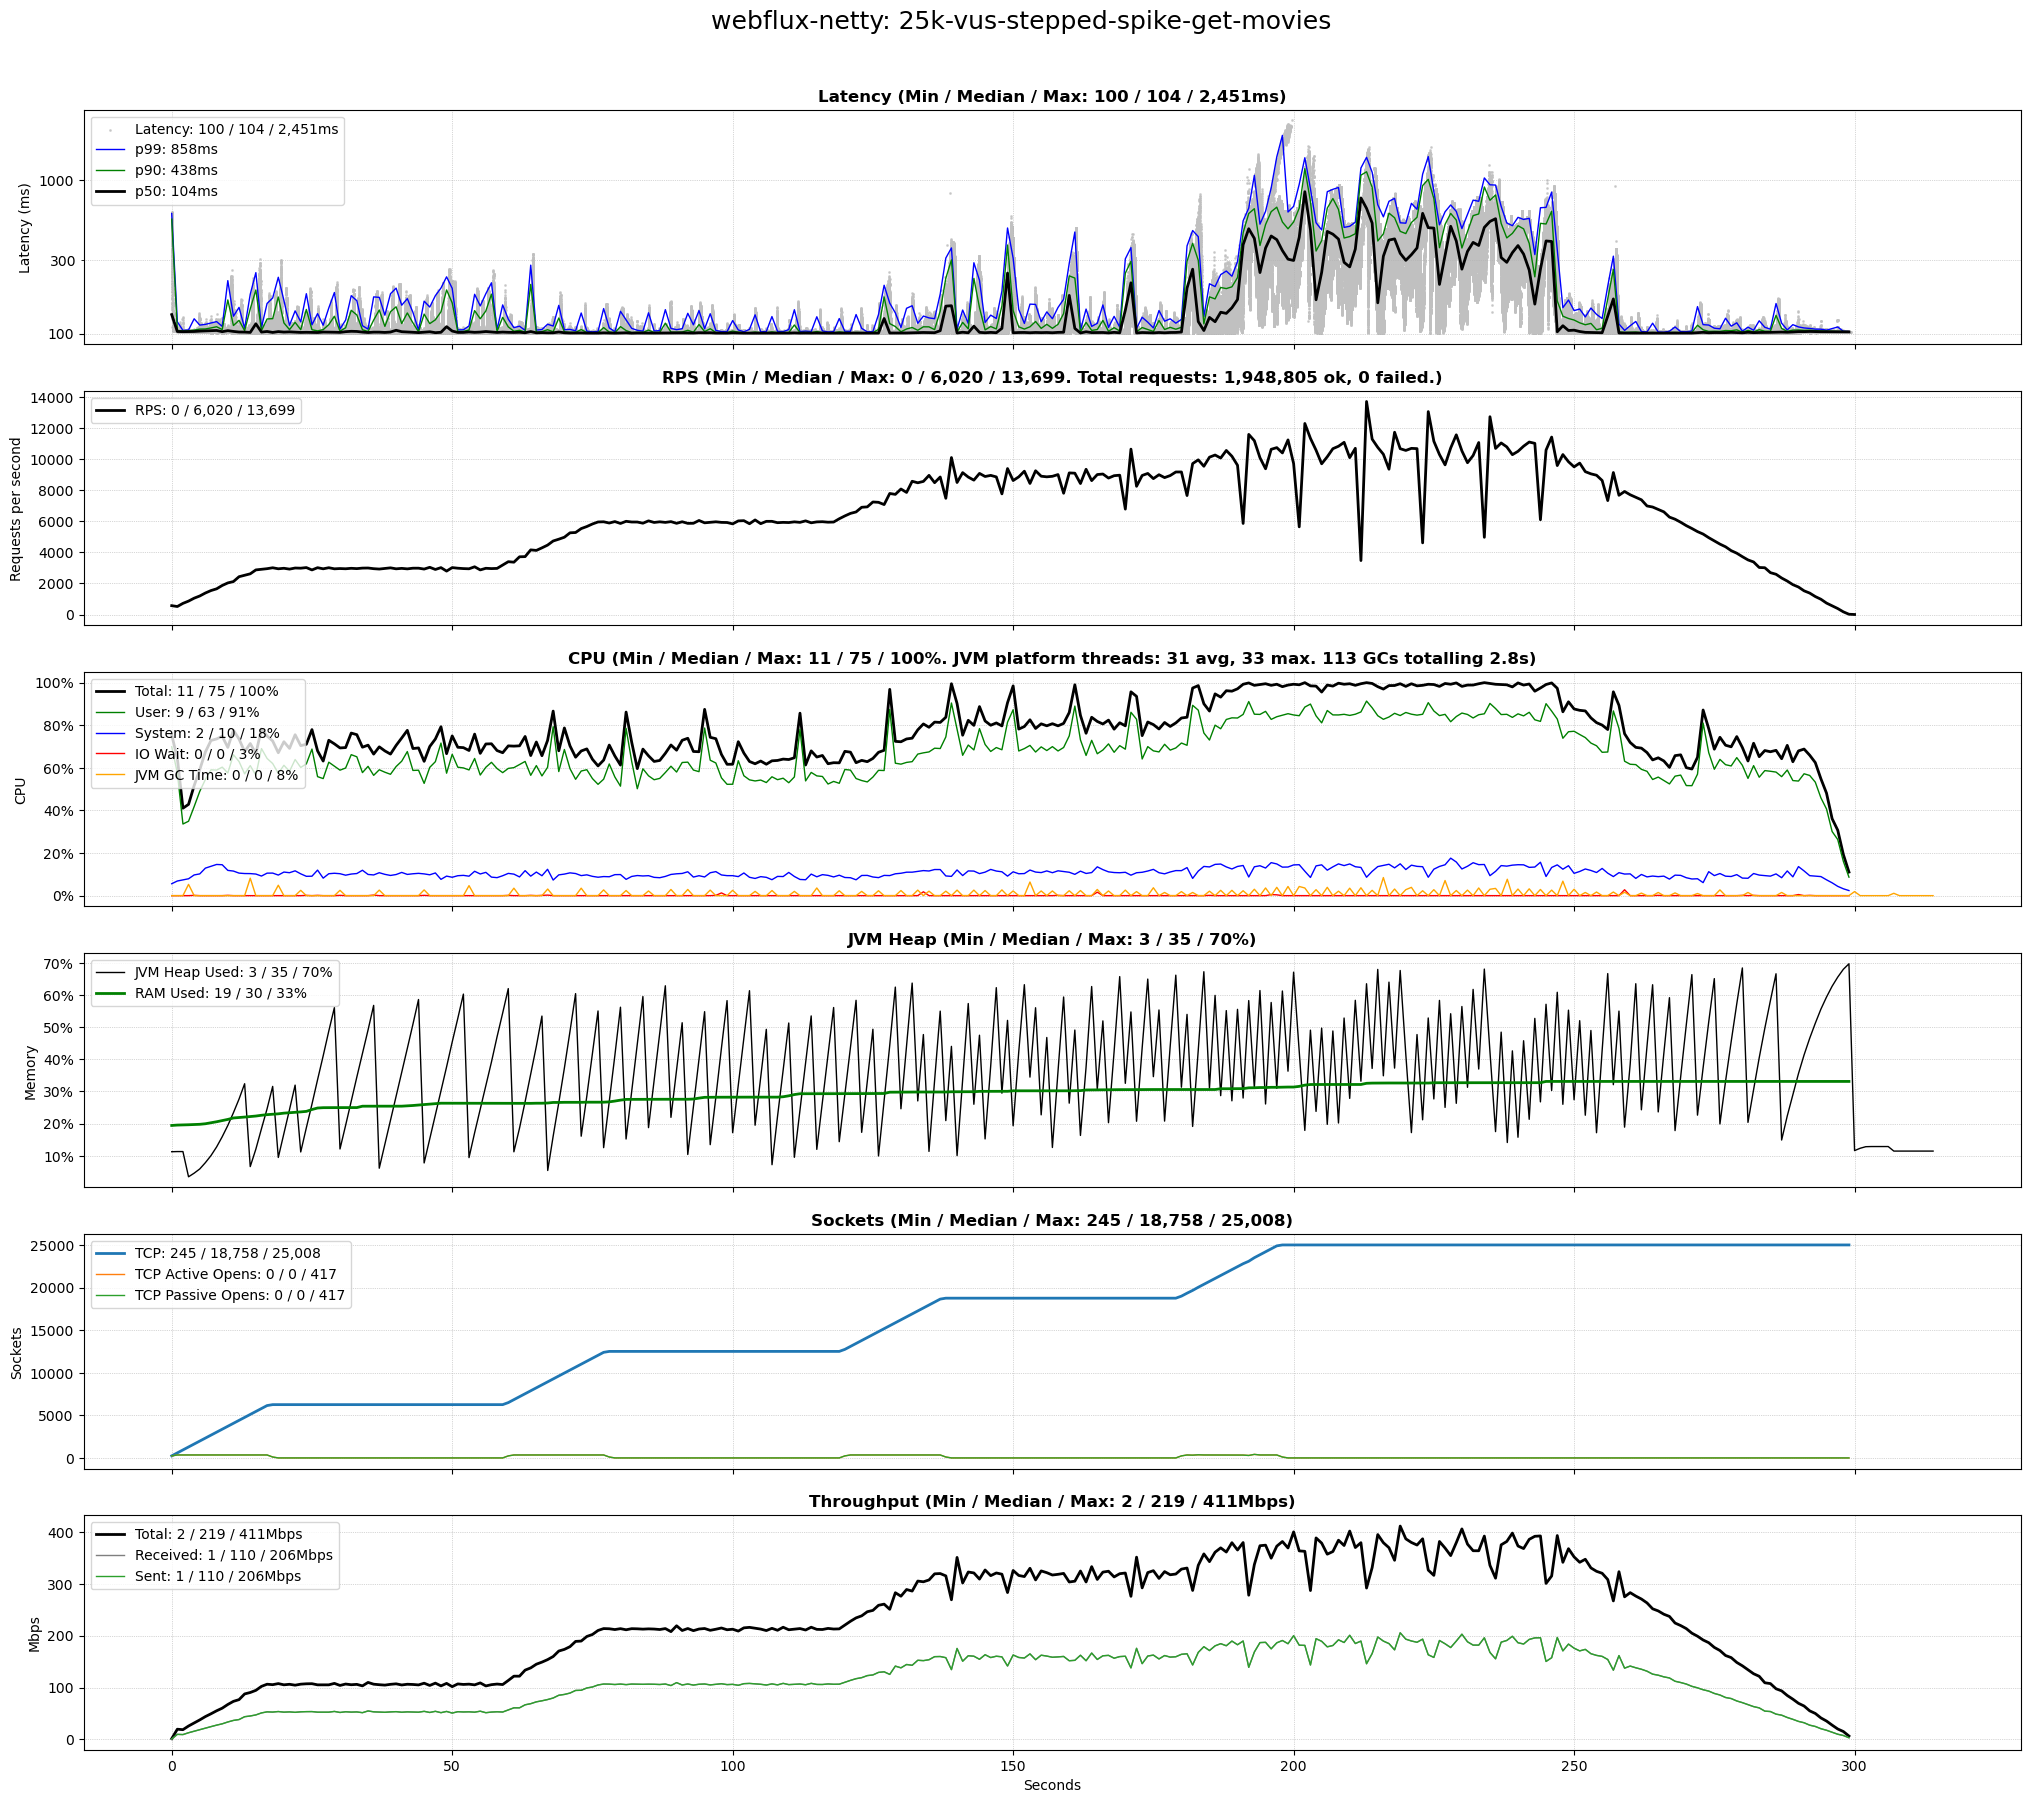 webflux-netty: 25k-vus-stepped-spike-get-movies
Latency (Min / Median / Max: 100 / 104 / 2,451ms)
Latency: 100 / 104 / 2,451ms
p99: 858ms
p90: 438ms
p50: 104ms
Latency (ms)
1000
300
100
RPS (Min / Median / Max: 0 / 6,020 / 13,699. Total requests: 1,948,805 ok, 0 failed.)
RPS: 0 / 6,020 / 13,699
Requests per second
14000
12000
10000
8000
6000
4000
2000
0
CPU (Min / Median / Max: 11 / 75 / 100%. JVM platform threads: 31 avg, 33 max. 113 GCs totalling 2.8s)
Total: 11 / 75 / 100%
User: 9 / 63 / 91%
System: 2 / 10 / 18%
IO Wait: 0 / 0 / 3%
JVM GC Time: 0 / 0 / 8%
CPU
100%
80%
60%
40%
20%
0%
JVM Heap (Min / Median / Max: 3 / 35 / 70%)
JVM Heap Used: 3 / 35 / 70%
RAM Used: 19 / 30 / 33%
Memory
70%
60%
50%
40%
30%
20%
10%
Sockets (Min / Median / Max: 245 / 18,758 / 25,008)
TCP: 245 / 18,758 / 25,008
TCP Active Opens: 0 / 0 / 417
TCP Passive Opens: 0 / 0 / 417
Sockets
25000
20000
15000
10000
5000
0
Throughput (Min / Median / Max: 2 / 219 / 411Mbps)
Total: 2 / 219 / 411Mbps
Received: 1 / 110 / 206Mbps
Sent: 1 / 110 / 206Mbps
Mbps
400
300
200
100
0
0 50 100 150 200 250 300
Seconds